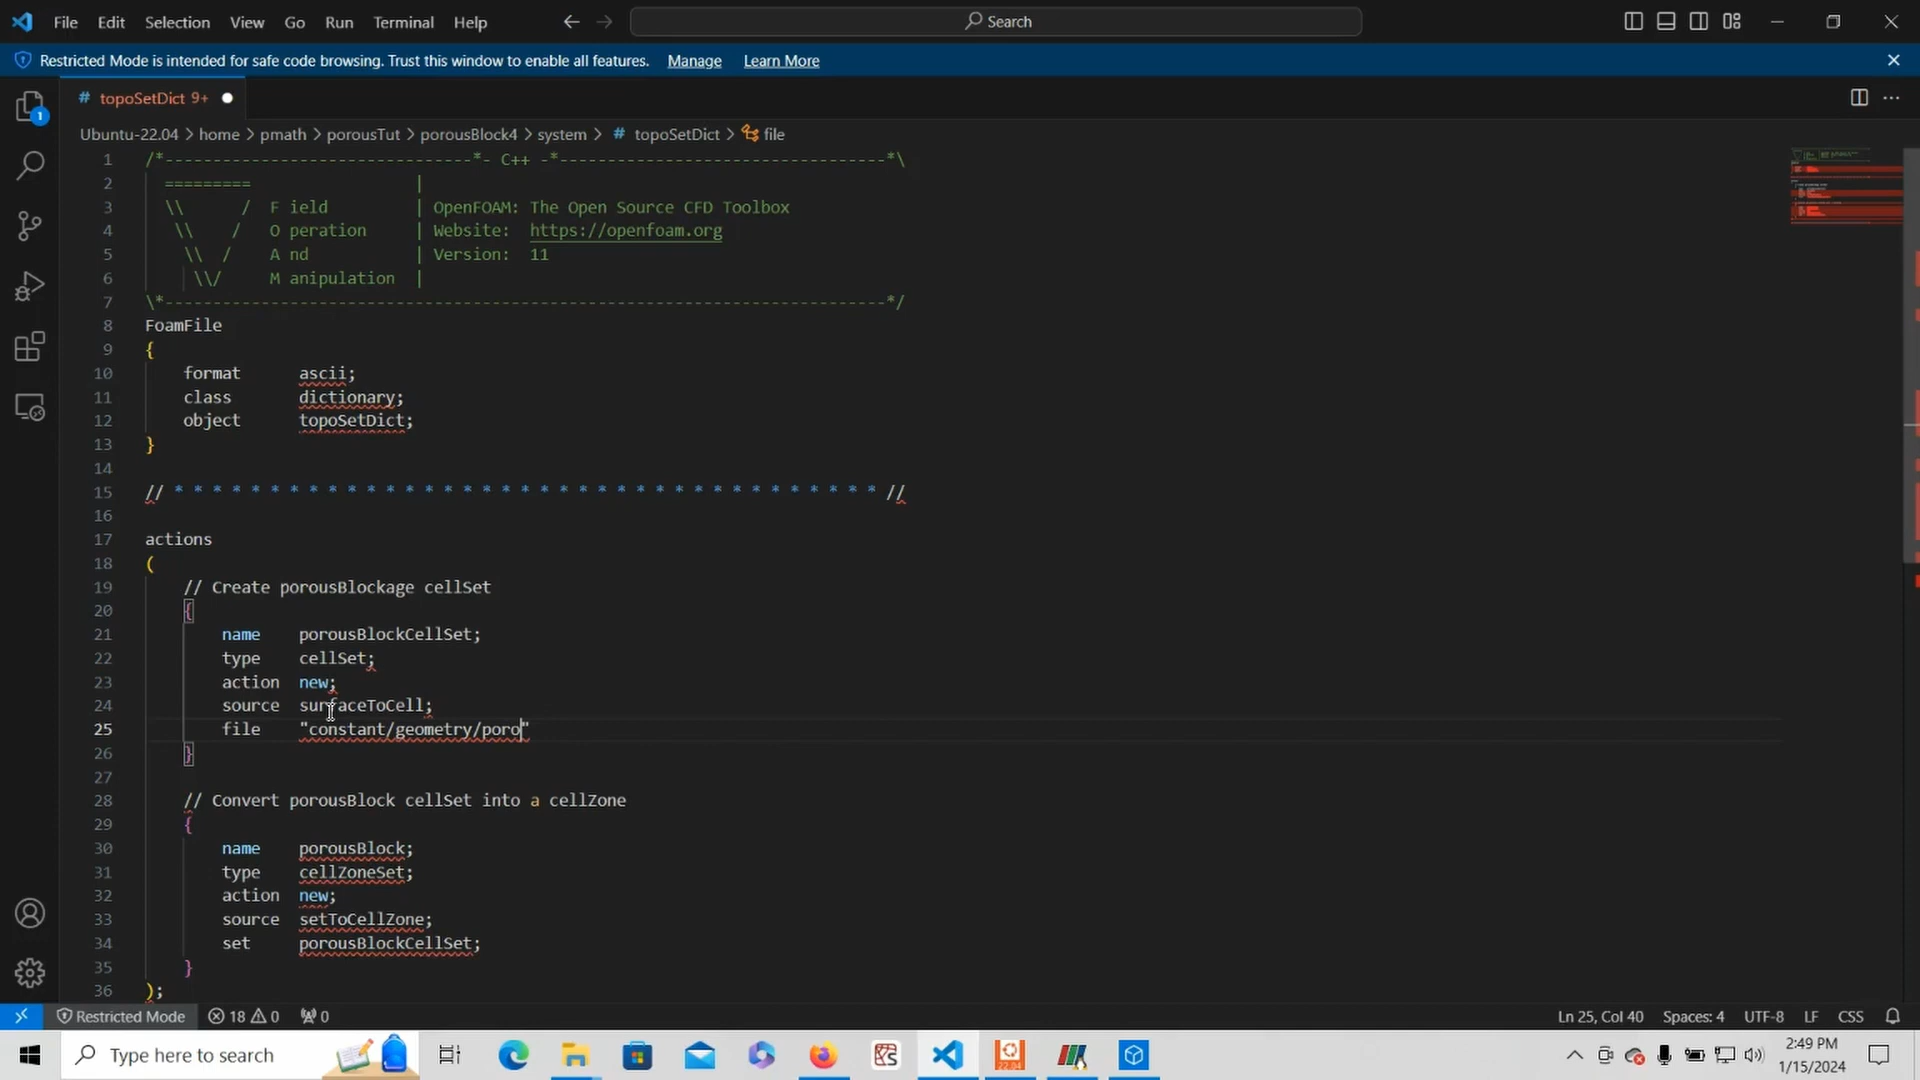 File Edit Selection View Go Run Terminal Help Search
Restricted Mode is intended for safe code browsing. Trust this window to enable all features. Manage Learn More
# topoSetDict 9+
Ubuntu-22.04 > home > pmath > porousTut > porousBlock4 > system > # topoSetDict > file
1 /*--------------------------------*- C++ -*----------------------------------*\
2 ========= |
3 \\ / F ield | OpenFOAM: The Open Source CFD Toolbox
4 \\ / O peration | Website: https://openfoam.org
5 \\ / A nd | Version: 11
6 \\/ M anipulation |
7 \*---------------------------------------------------------------------------*/
8 FoamFile
9 {
10 format ascii;
11 class dictionary;
12 object topoSetDict;
13 }
14
15 // * * * * * * * * * * * * * * * * * * * * * * * * * * * * * * * * * * * * * //
16
17 actions
18 (
19 // Create porousBlockage cellSet
20 {
21 name porousBlockCellSet;
22 type cellSet;
23 action new;
24 source surfaceToCell;
25 file "constant/geometry/poro"
26 }
27
28 // Convert porousBlock cellSet into a cellZone
29 {
30 name porousBlock;
31 type cellZoneSet;
32 action new;
33 source setToCellZone;
34 set porousBlockCellSet;
35 }
36 );
1
Restricted Mode 18 0 0 Ln 25, Col 40 Spaces: 4 UTF-8 LF CSS
Type here to search
22.04
2:49 PM
1/15/2024